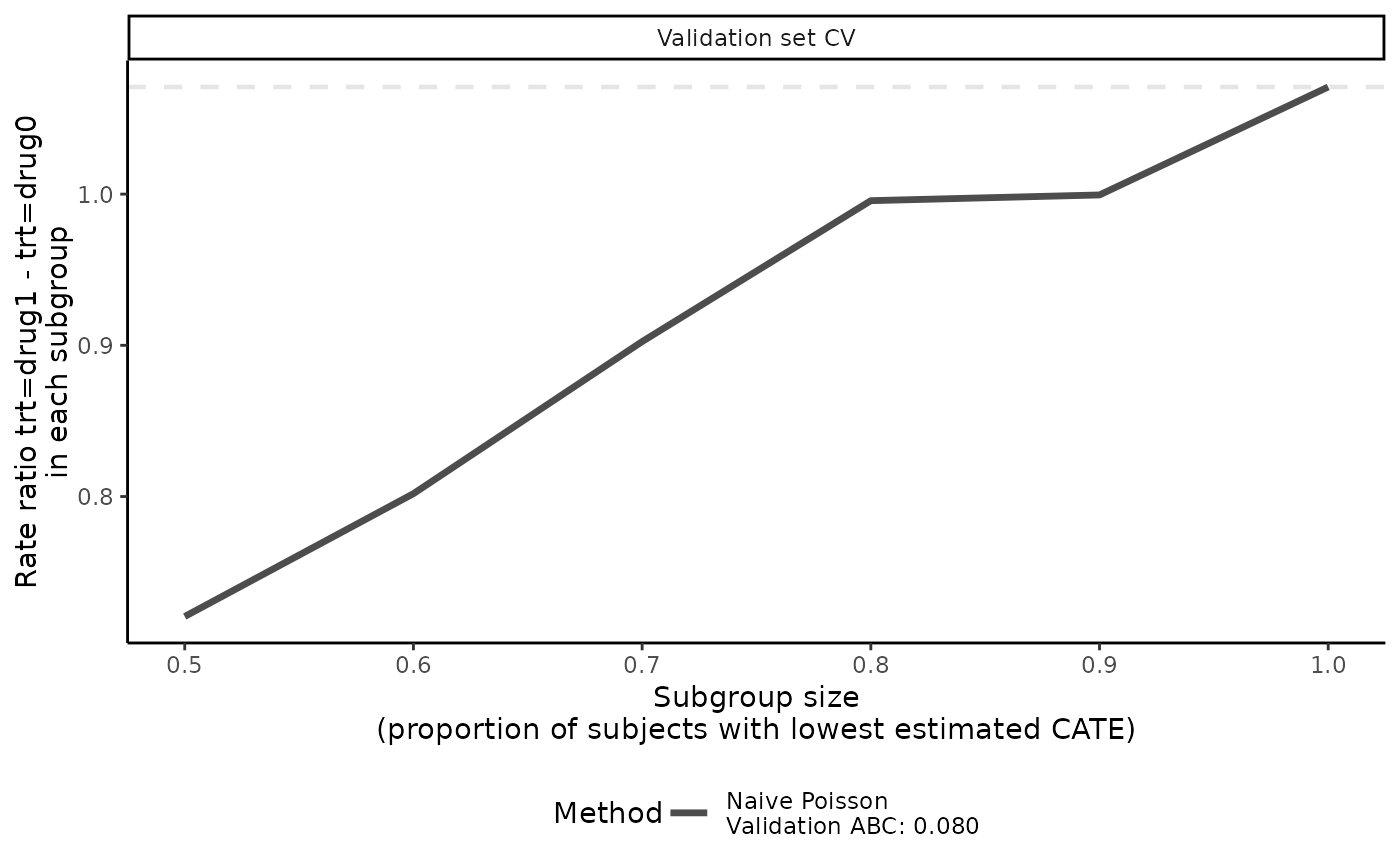 Validation set CV
Rate ratio trt=drug1 - trt=drug0
in each subgroup
1.0
0.9
0.8
0.5 0.6 0.7 0.8 0.9 1.0
Subgroup size
(proportion of subjects with lowest estimated CATE)
Method
Naive Poisson
Validation ABC: 0.080